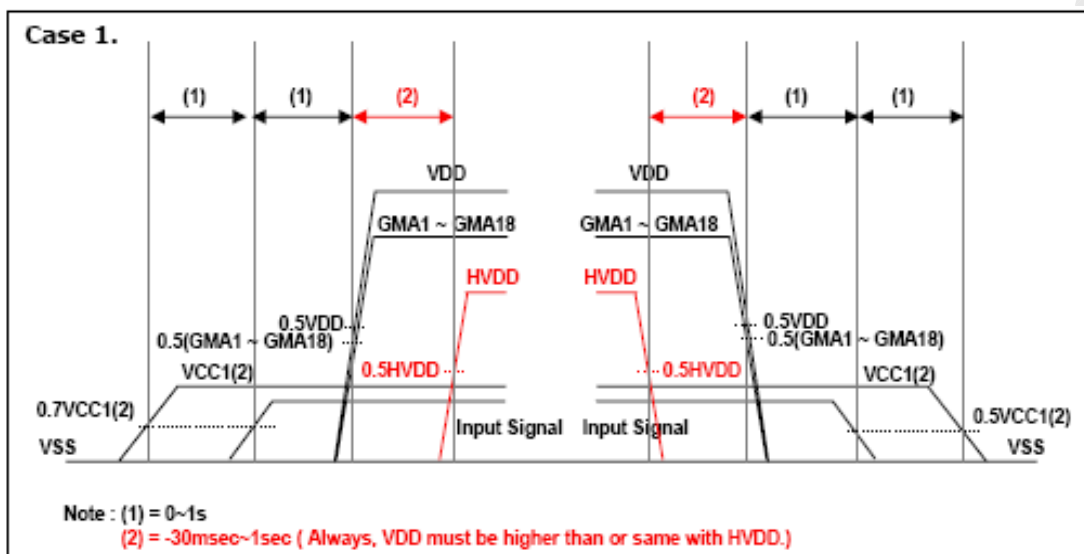 Case 1.
(1) (1) (2) (2) (1) (1)
VDD VDD
GMA1 ~ GMA18 GMA1 ~ GMA18
HVDD HVDD
0.5VDD 0.5VDD
0.5(GMA1 ~ GMA18) 0.5(GMA1 ~ GMA18)
VCC1(2) 0.5HVDD 0.5HVDD VCC1(2)
0.7VCC1(2) 0.5VCC1(2)
Input Signal Input Signal
VSS VSS
Note : (1) = 0~1s
(2) = -30msec~1sec ( Always, VDD must be higher than or same with HVDD.)